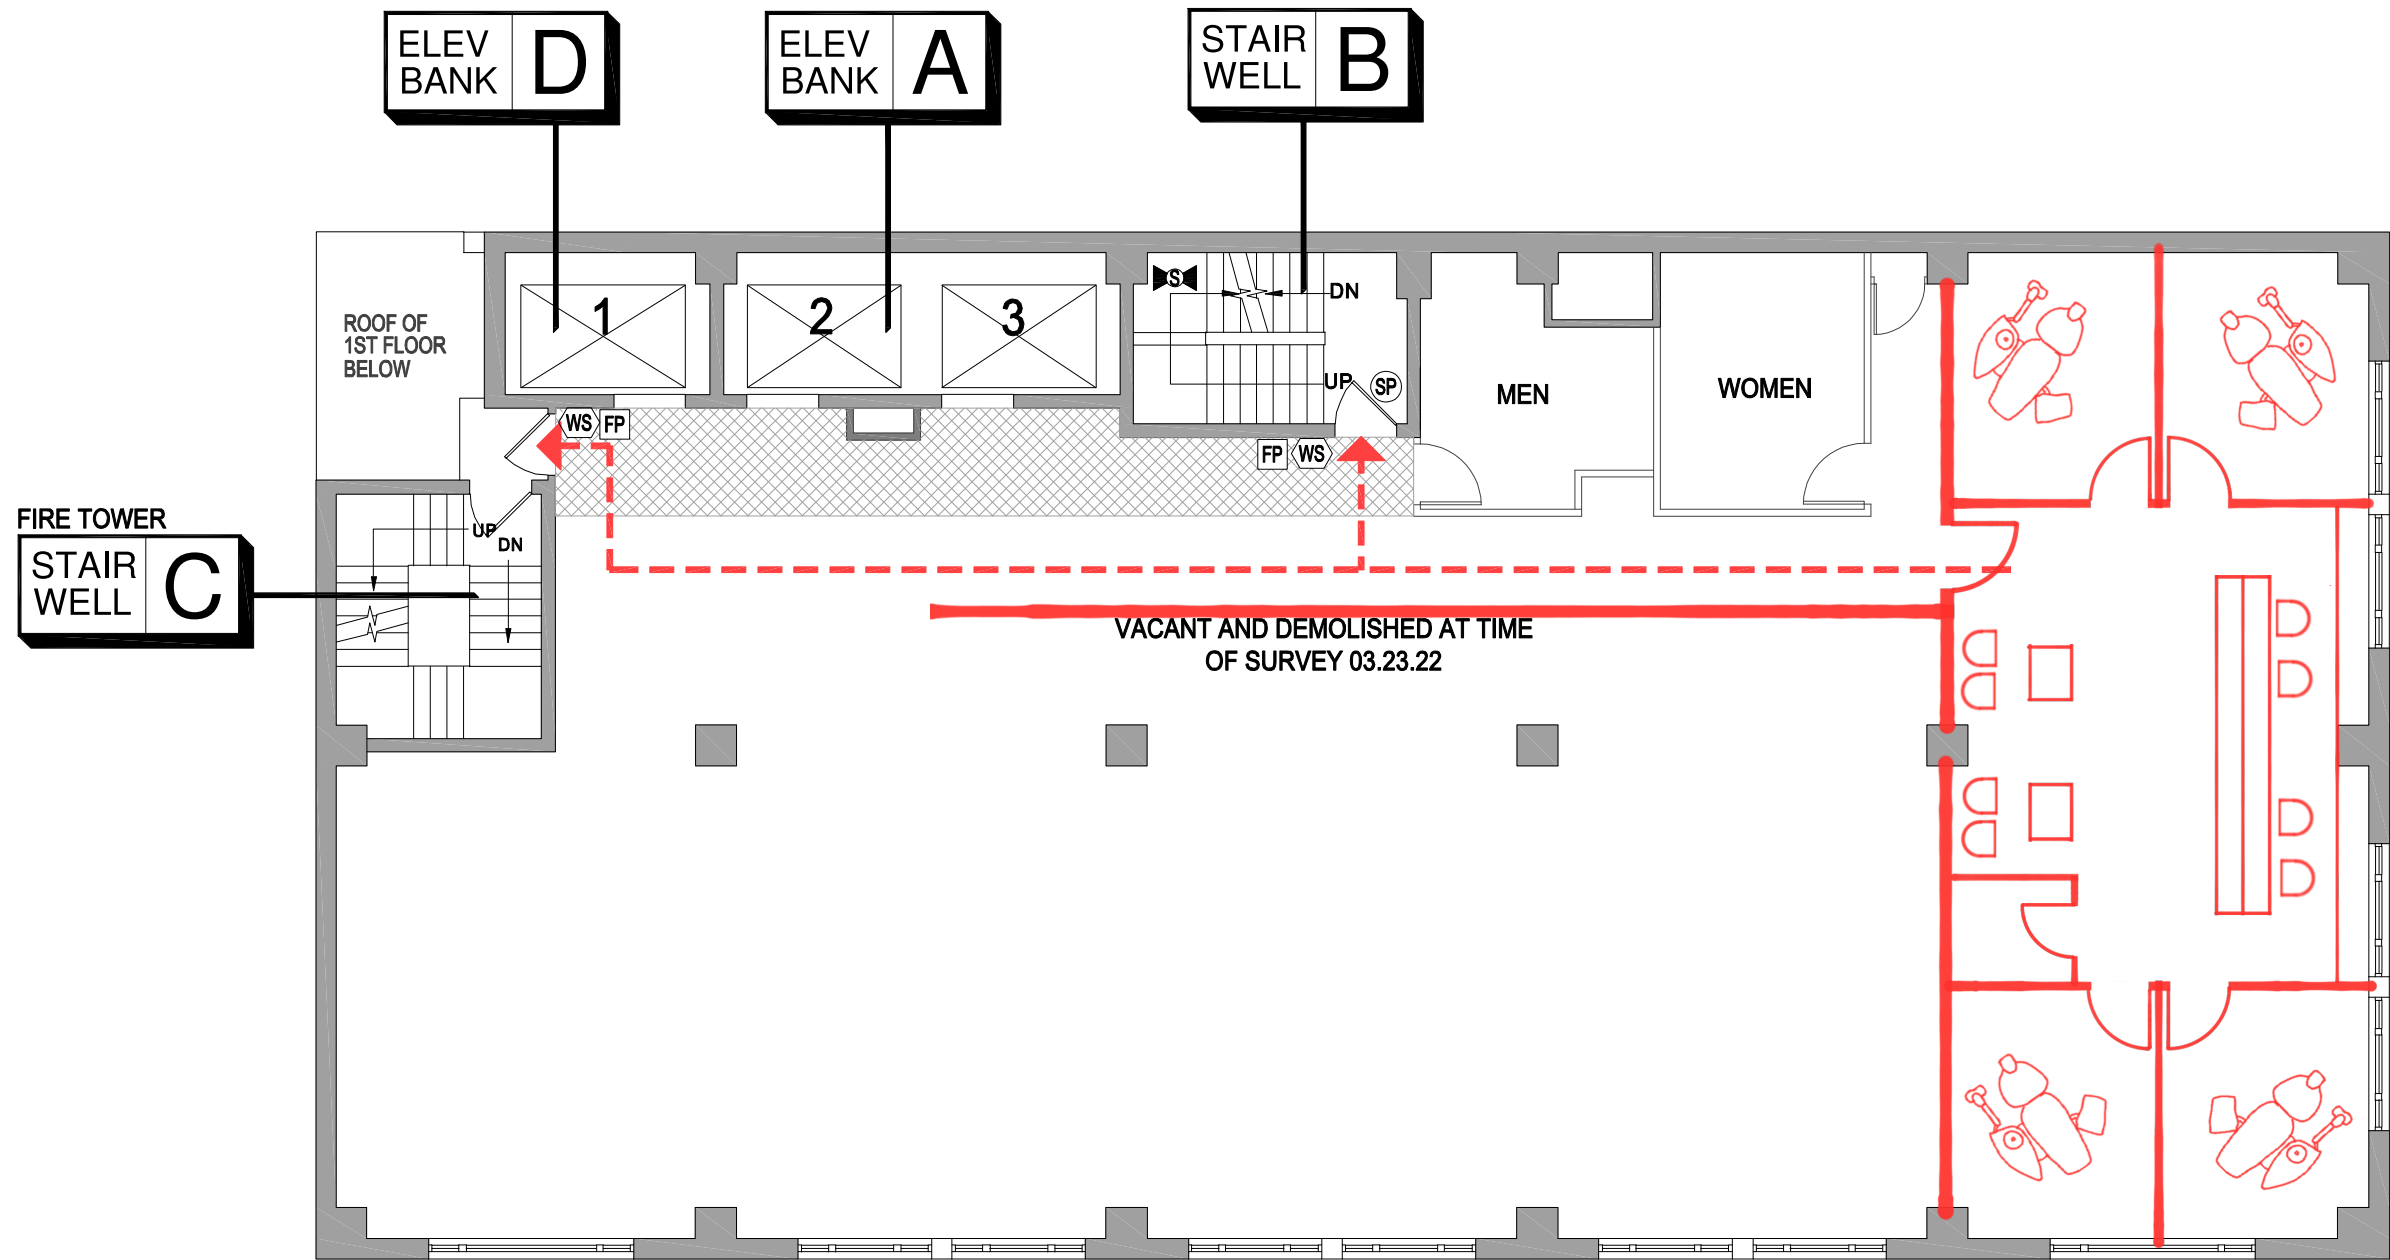 ELEV
BANK
D
ELEV
BANK
A
STAIR
WELL
B
S
DN
1
2
3
ROOF OF
1ST FLOOR
BELOW
UP
SP
MEN
WOMEN
WS
FP
FP
WS
FIRE TOWER
STAIR
WELL
C
UP
DN
VACANT AND DEMOLISHED AT TIME
OF SURVEY 03.23.22